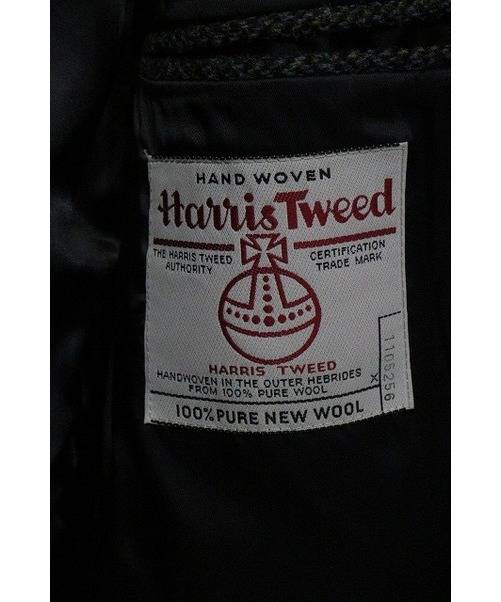 HAND WOVEN
Harris Tweed
THE HARRIS TWEED
AUTHORITY
CERTIFICATION
TRADE MARK
HARRIS TWEED
HANDWOVEN IN THE OUTER HEBRIDES
FROM 100% PURE WOOL
X
1105256
100% PURE NEW WOOL